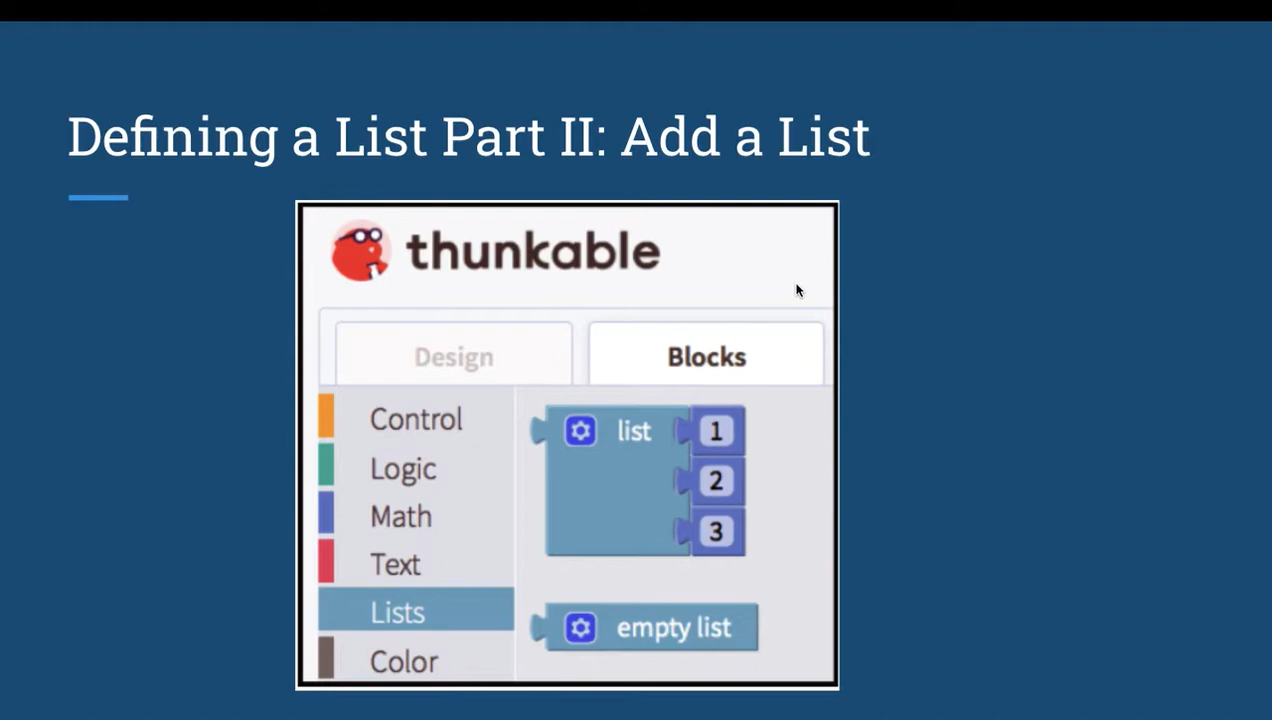 Defining a List Part II: Add a List
thunkable
Design
Blocks
Control
Logic
Math
Text
Lists
Color
list 1
2
3
empty list